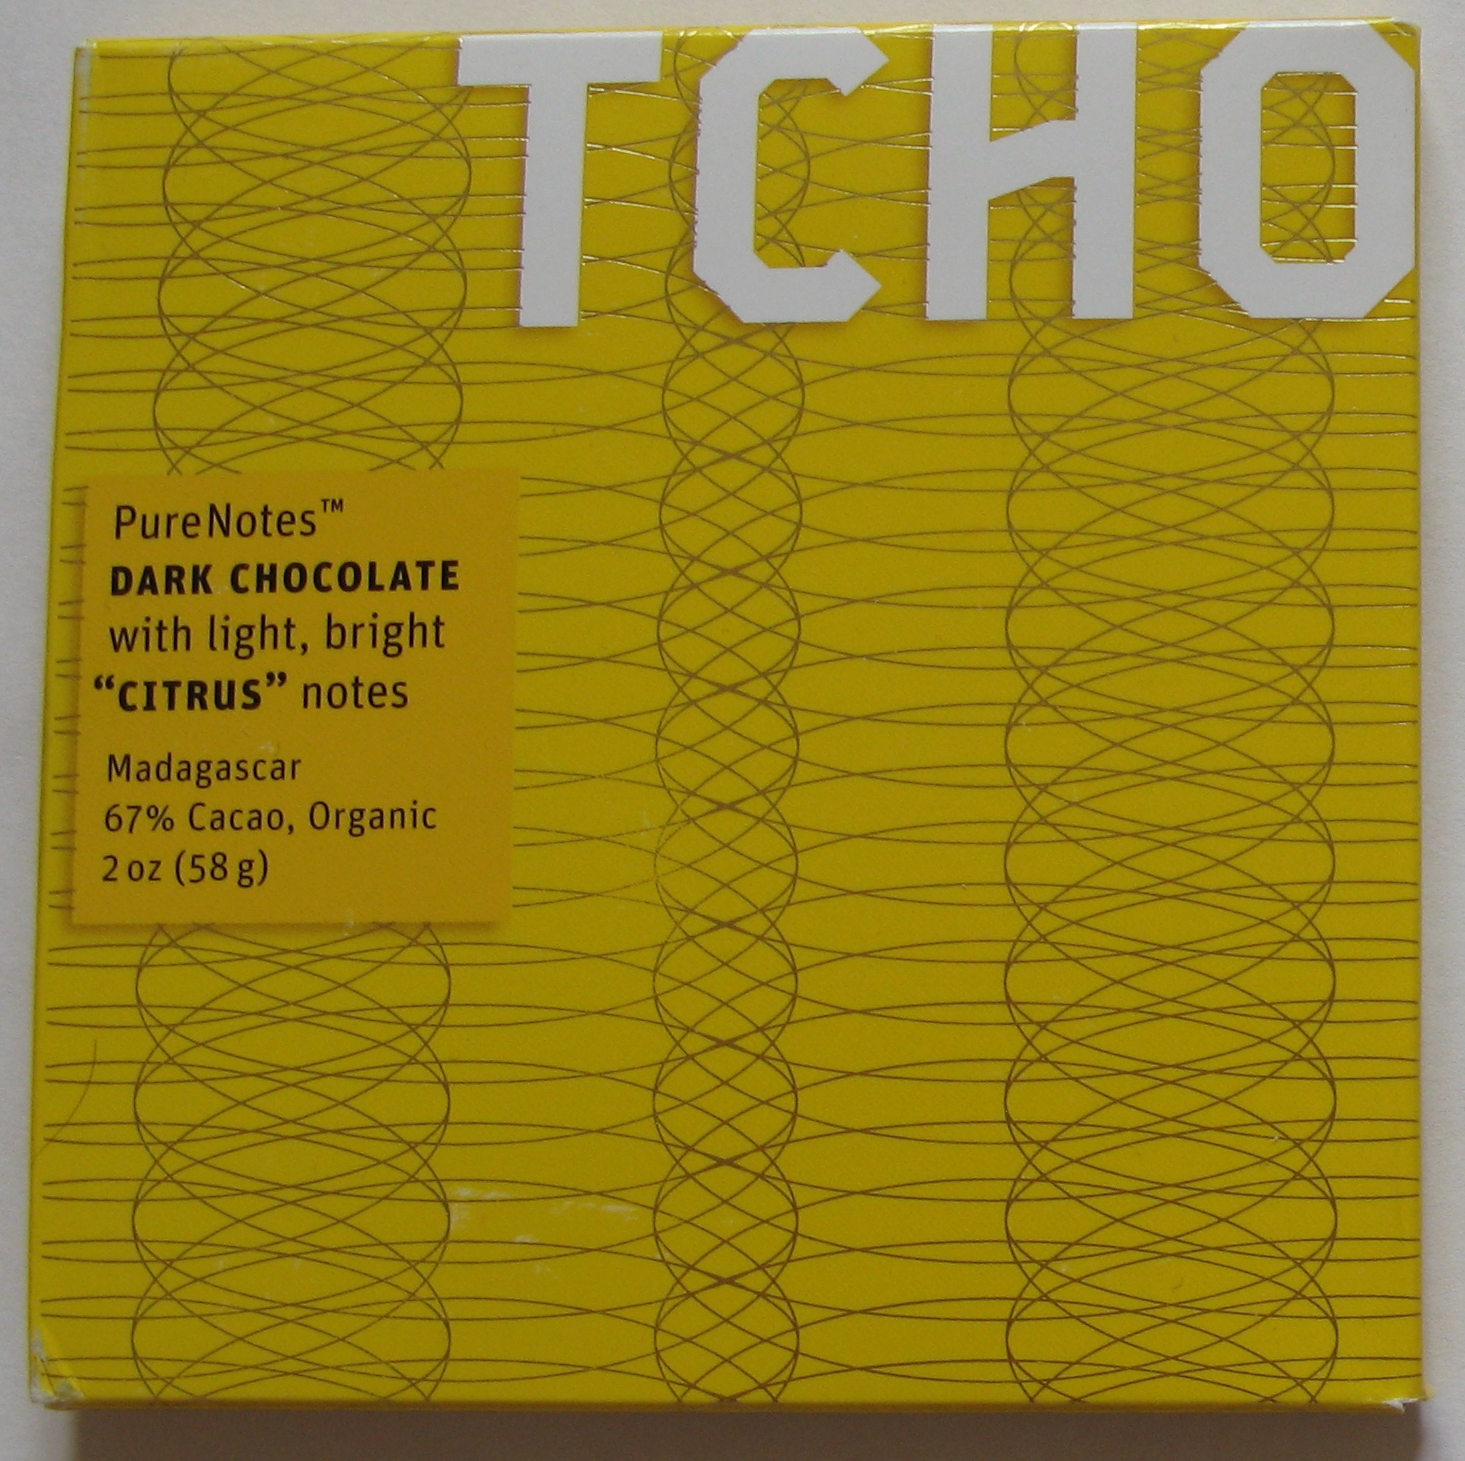 TCHO
PureNotes™
DARK CHOCOLATE
with light, bright
“CITRUS” notes
Madagascar
67% Cacao, Organic
2 oz (58 g)